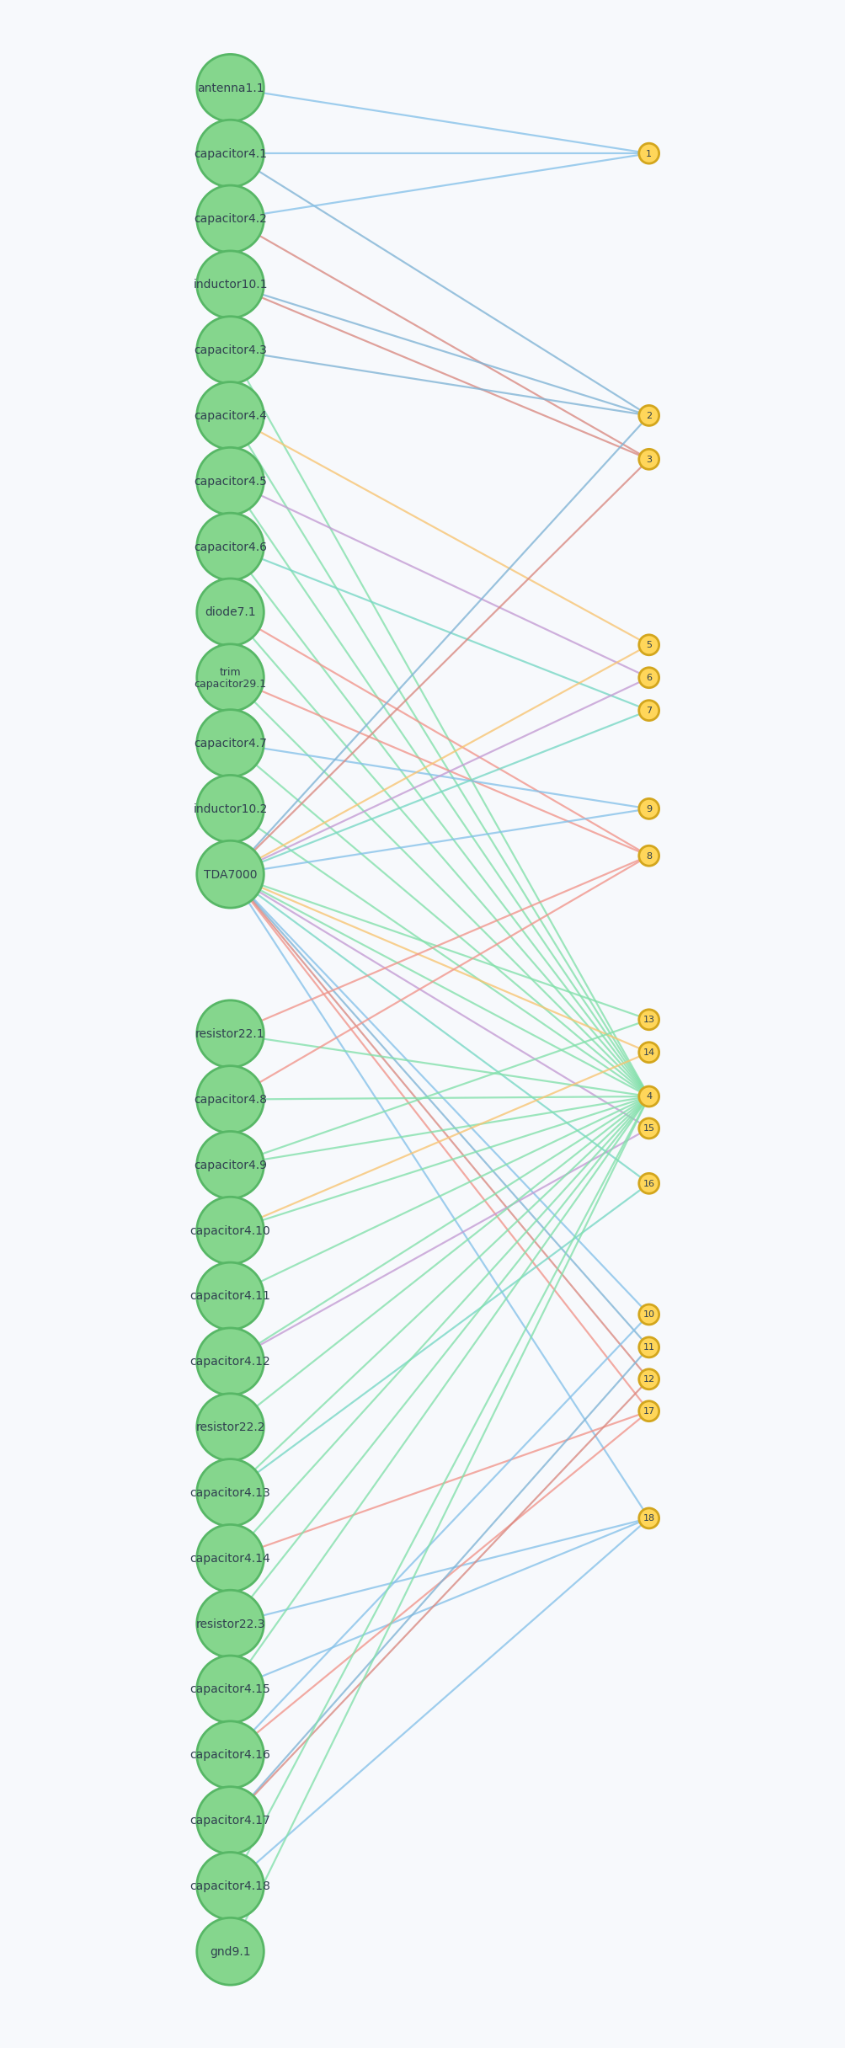 antenna1.1
capacitor4.1
1
capacitor4.2
inductor10.1
capacitor4.3
capacitor4.4
2
3
capacitor4.5
capacitor4.6
diode7.1
5
trim
capacitor29.1
6
7
capacitor4.7
inductor10.2
9
8
TDA7000
13
resistor22.1
14
capacitor4.8
4
15
capacitor4.9
16
capacitor4.10
capacitor4.11
10
11
capacitor4.12
12
17
resistor22.2
capacitor4.13
18
capacitor4.14
resistor22.3
capacitor4.15
capacitor4.16
capacitor4.17
capacitor4.18
gnd9.1